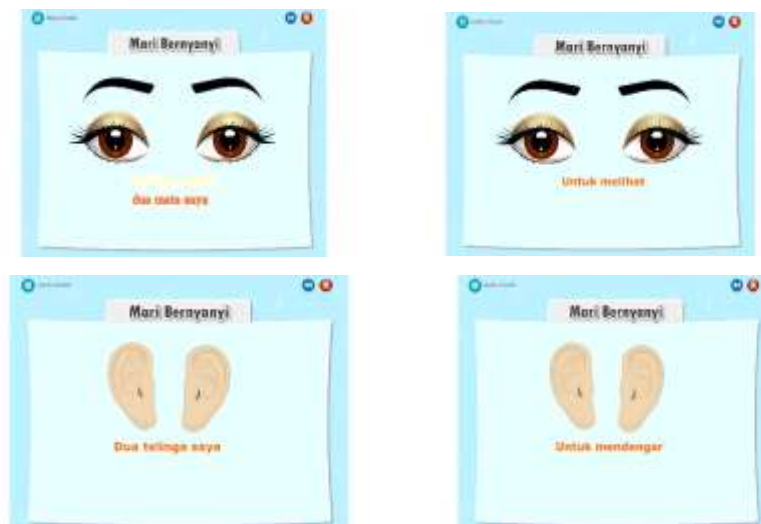 Mari Bernyanyi
dua mata saya
Mari Bernyanyi
Untuk melihat
Mari Bernyanyi
Dua telinga saya
Mari Bernyanyi
Untuk mendengar